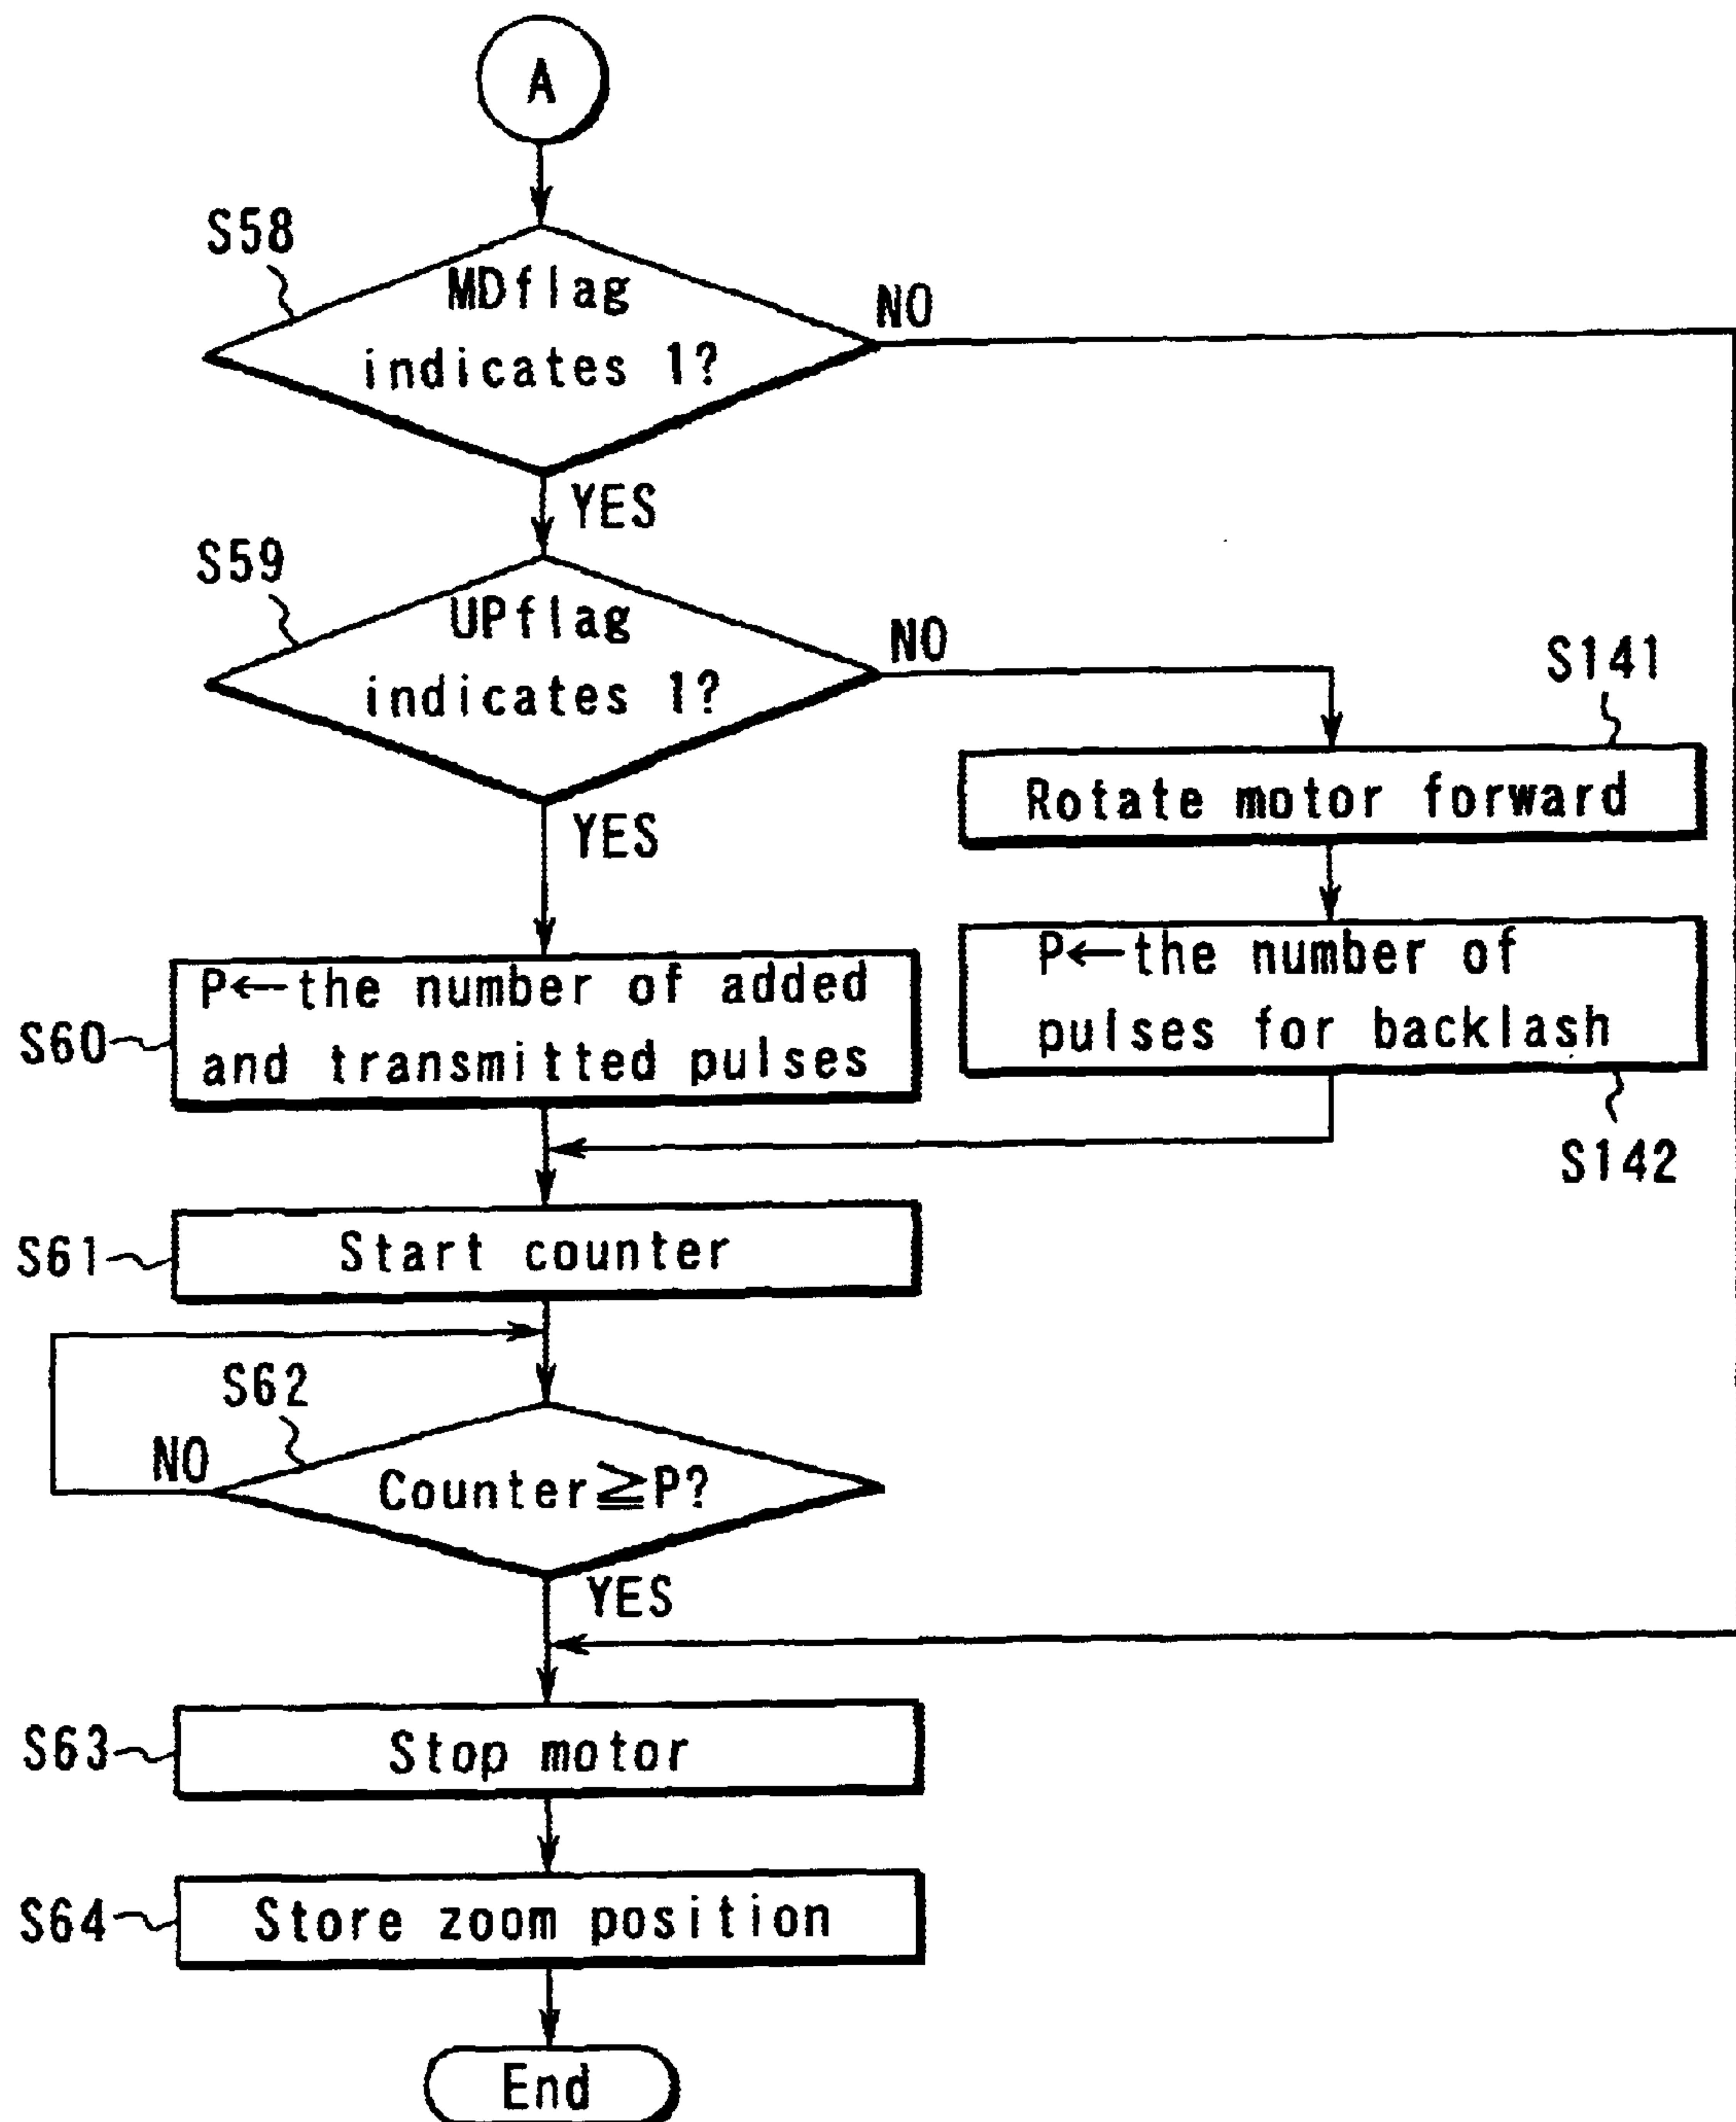 A
S58
MDflag
indicates 1?
NO
YES
S59
UPflag
indicates 1?
NO
YES
S141
Rotate motor forward
P←the number of
pulses for backlash
S142
S60
P←the number of added
and transmitted pulses
S61
Start counter
S62
NO
Counter≧P?
YES
S63
Stop motor
S64
Store zoom position
End